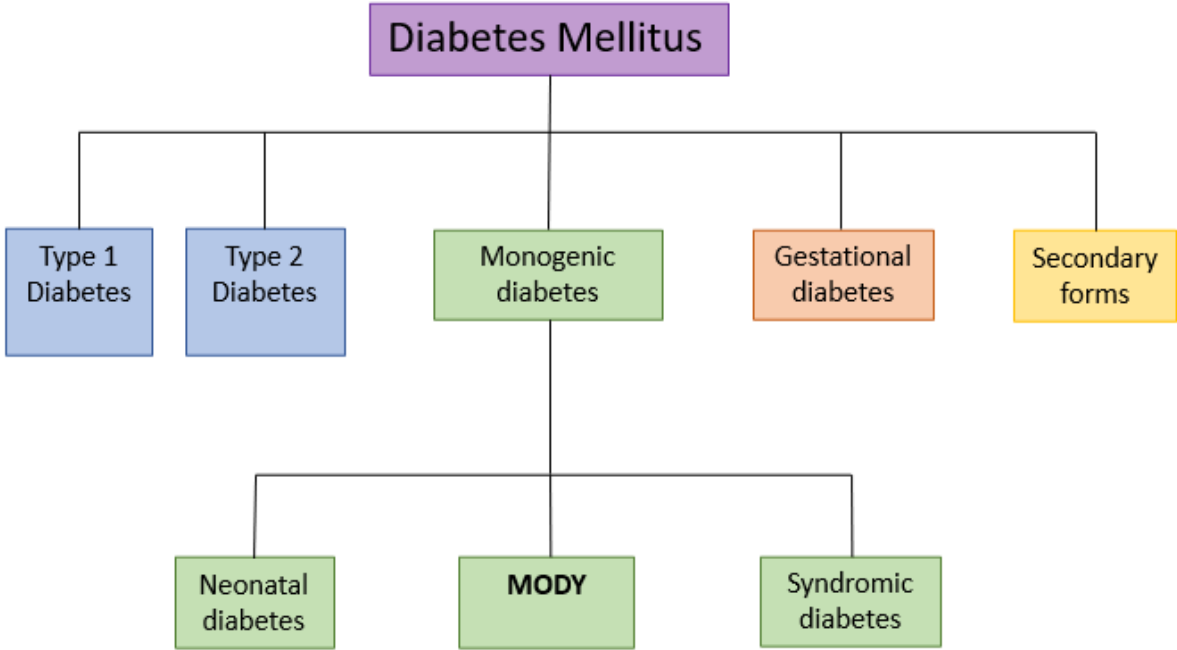 Diabetes Mellitus
Type 1
Diabetes
Type 2
Diabetes
Monogenic
diabetes
Gestational
diabetes
Secondary
forms
Neonatal
diabetes
MODY
Syndromic
diabetes